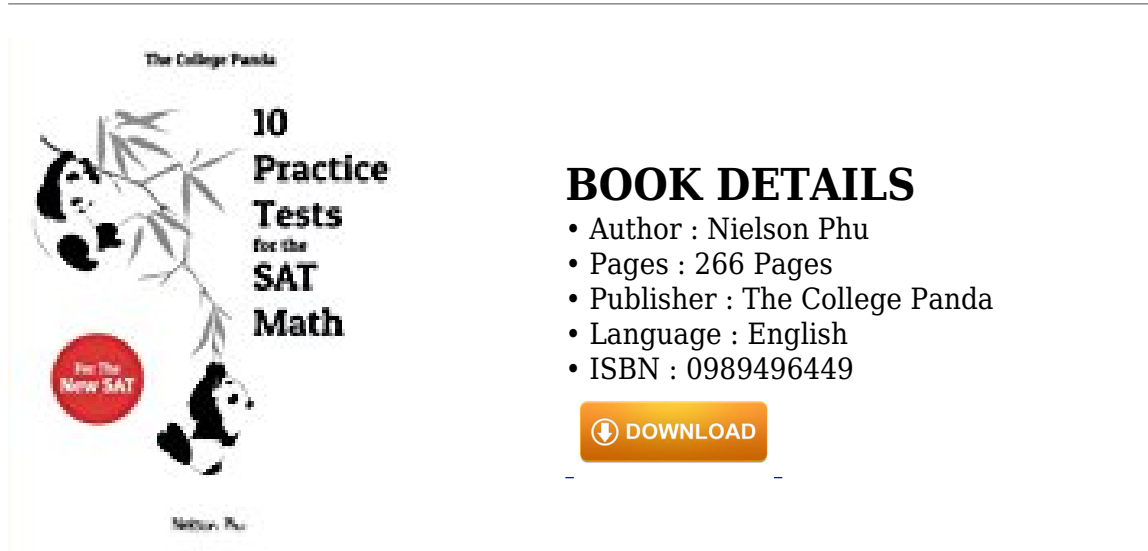 The College Panda
10
Practice
Tests
for the
SAT
Math
For The
New SAT
BOOK DETAILS
• Author : Nielson Phu
• Pages : 266 Pages
• Publisher : The College Panda
• Language : English
• ISBN : 0989496449
DOWNLOAD